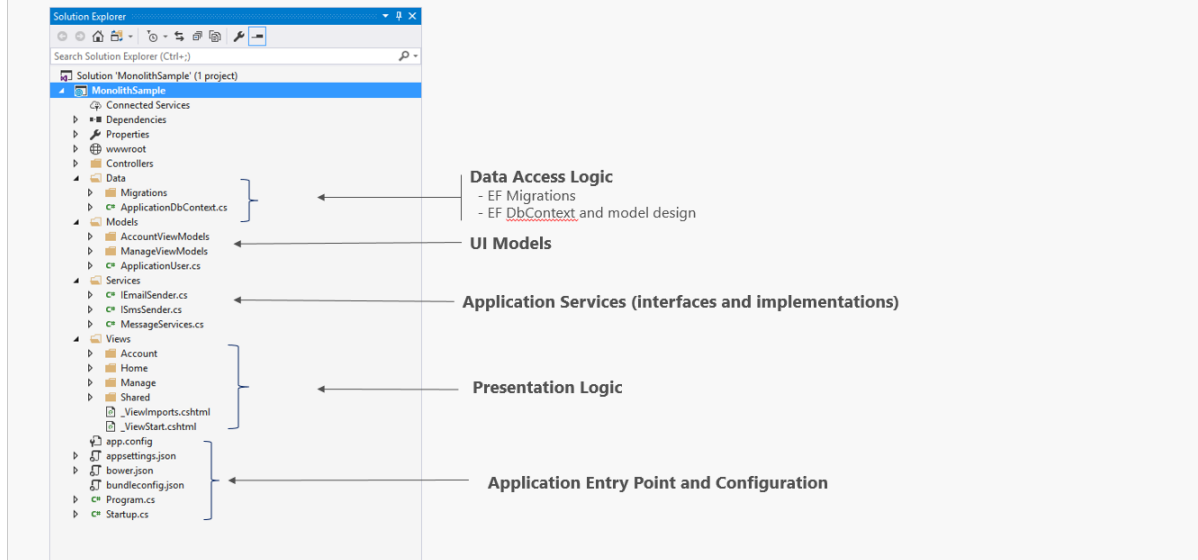 Solution Explorer
Search Solution Explorer (Ctrl+;)
Solution 'MonolithSample' (1 project)
MonolithSample
Connected Services
Dependencies
Properties
wwwroot
Controllers
Data
Migrations
ApplicationDbContext.cs
Models
AccountViewModels
ManageViewModels
C# ApplicationUser.cs
Services
C# IEmailSender.cs
C# ISmsSender.cs
C# MessageServices.cs
Views
Account
Home
Manage
Shared
_ViewImports.cshtml
_ViewStart.cshtml
app.config
appsettings.json
bower.json
bundleconfig.json
C# Program.cs
C# Startup.cs
Data Access Logic
- EF Migrations
- EF DbContext and model design
UI Models
Application Services (interfaces and implementations)
Presentation Logic
Application Entry Point and Configuration